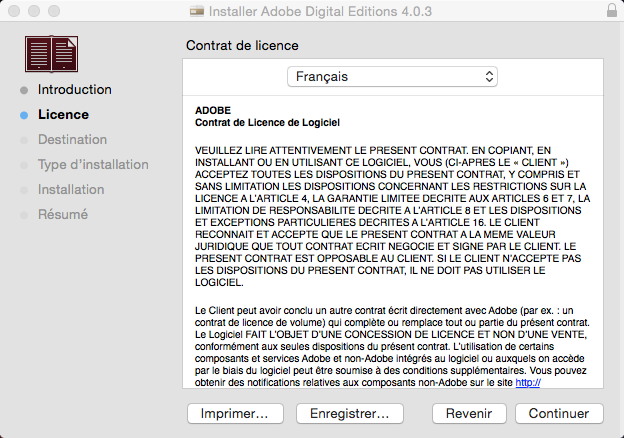 Installer Adobe Digital Editions 4.0.3
Contrat de licence
Introduction
Licence
Destination
Type d'installation
Installation
Résumé
Français
ADOBE
Contrat de Licence de Logiciel
VEUILLEZ LIRE ATTENTIVEMENT LE PRESENT CONTRAT. EN COPIANT, EN
INSTALLANT OU EN UTILISANT CE LOGICIEL, VOUS (CI-APRES LE « CLIENT »)
ACCEPTEZ TOUTES LES DISPOSITIONS DU PRESENT CONTRAT, Y COMPRIS ET
SANS LIMITATION LES DISPOSITIONS CONCERNANT LES RESTRICTIONS SUR LA
LICENCE A L'ARTICLE 4, LA GARANTIE LIMITEE DECRITE AUX ARTICLES 6 ET 7, LA
LIMITATION DE RESPONSABILITE DECRITE A L'ARTICLE 8 ET LES DISPOSITIONS
ET EXCEPTIONS PARTICULIERES DECRITES A L'ARTICLE 16. LE CLIENT
RECONNAIT ET ACCEPTE QUE LE PRESENT CONTRAT A LA MEME VALEUR
JURIDIQUE QUE TOUT CONTRAT ECRIT NEGOCIE ET SIGNE PAR LE CLIENT. LE
PRESENT CONTRAT EST OPPOSABLE AU CLIENT. SI LE CLIENT N'ACCEPTE PAS
LES DISPOSITIONS DU PRESENT CONTRAT, IL NE DOIT PAS UTILISER LE
LOGICIEL.
Le Client peut avoir conclu un autre contrat écrit directement avec Adobe (par ex. : un
contrat de licence de volume) qui complète ou remplace tout ou partie du présent contrat.
Le Logiciel FAIT L'OBJET D'UNE CONCESSION DE LICENCE ET NON D'UNE VENTE,
conformément aux seules dispositions du présent contrat. L'utilisation de certains
composants et services Adobe et non-Adobe intégrés au logiciel ou auxquels on accède
par le biais du logiciel peut être soumise à des conditions supplémentaires. Vous pouvez
obtenir des notifications relatives aux composants non-Adobe sur le site http://
Imprimer…
Enregistrer…
Revenir
Continuer